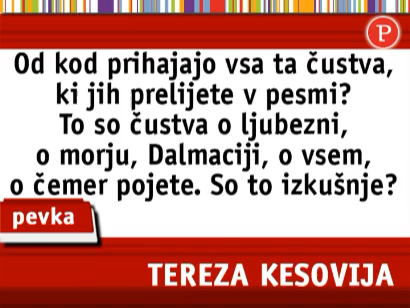 P
Od kod prihajajo vsa ta čustva,
ki jih prelijete v pesmi?
To so čustva o ljubezni,
o morju, Dalmaciji, o vsem,
o čemer pojete. So to izkušnje?
pevka
TEREZA KESOVIJA